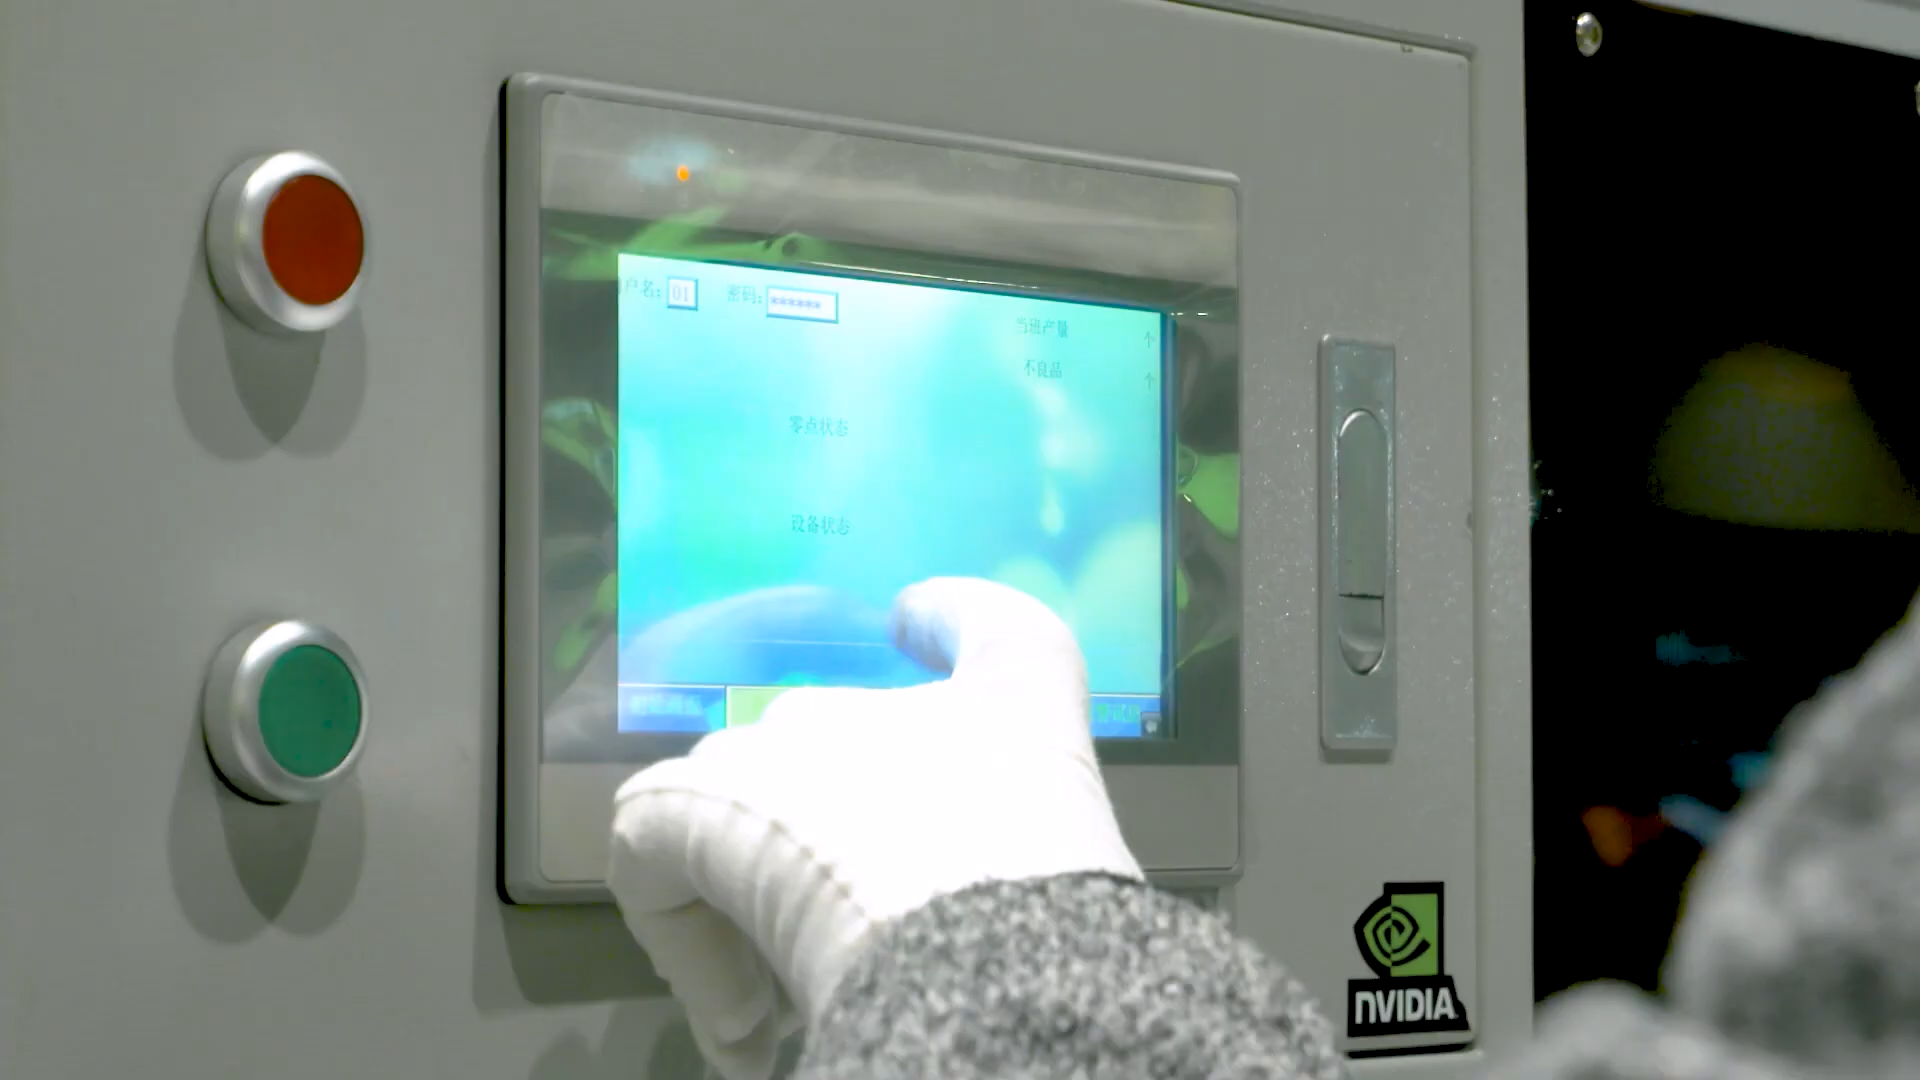 户名: 01 密码: ******
当班产量 个
不良品 个
零点状态
设备状态
NVIDIA